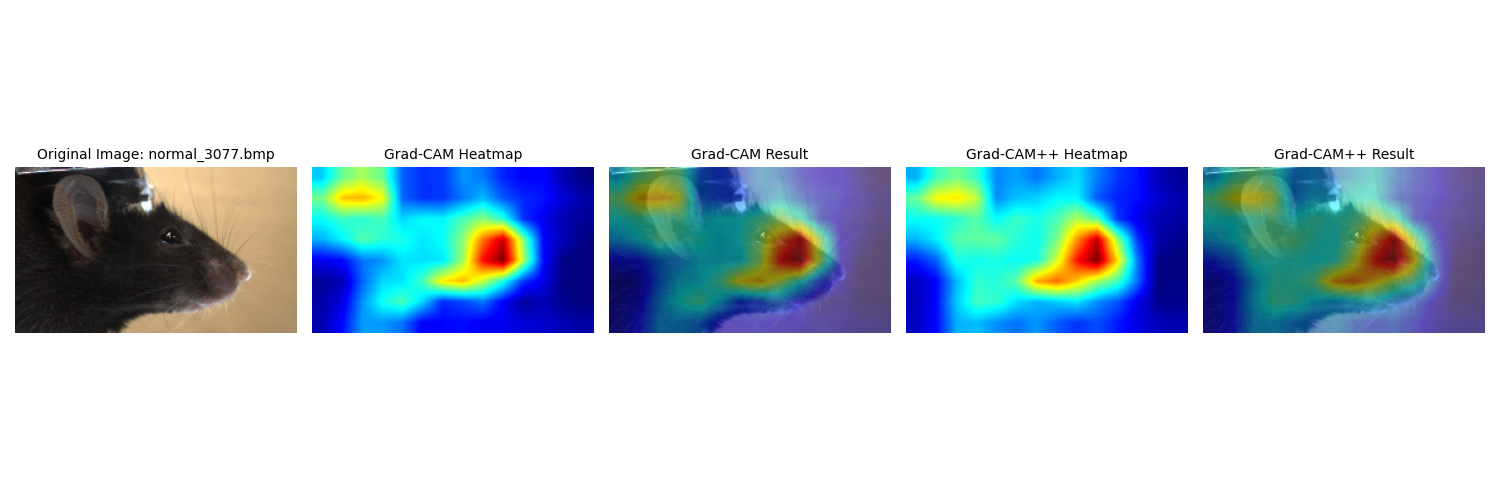 Original Image: normal_3077.bmp
Grad-CAM Heatmap
Grad-CAM Result
Grad-CAM++ Heatmap
Grad-CAM++ Result